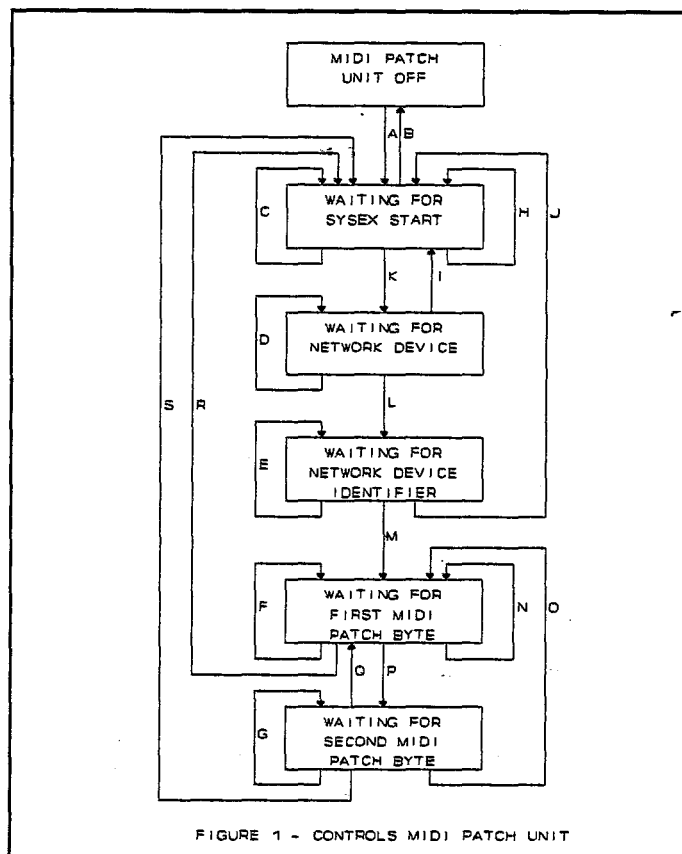 MIDI PATCH
UNIT OFF
A B
WAITING FOR
SYSEX START
C
H
J
K
I
WAITING FOR
NETWORK DEVICE
D
L
S
R
WAITING FOR
NETWORK DEVICE
IDENTIFIER
E
M
WAITING FOR
FIRST MIDI
PATCH BYTE
F
N
O
Q
P
WAITING FOR
SECOND MIDI
PATCH BYTE
G
FIGURE 1 - CONTROLS MIDI PATCH UNIT